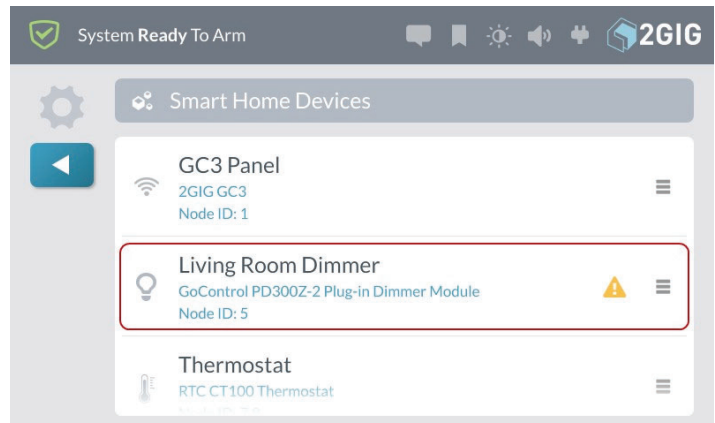 System Ready To Arm
2GIG
Smart Home Devices
GC3 Panel
2GIG GC3
Node ID: 1
Living Room Dimmer
GoControl PD300Z-2 Plug-in Dimmer Module
Node ID: 5
Thermostat
RTC CT100 Thermostat